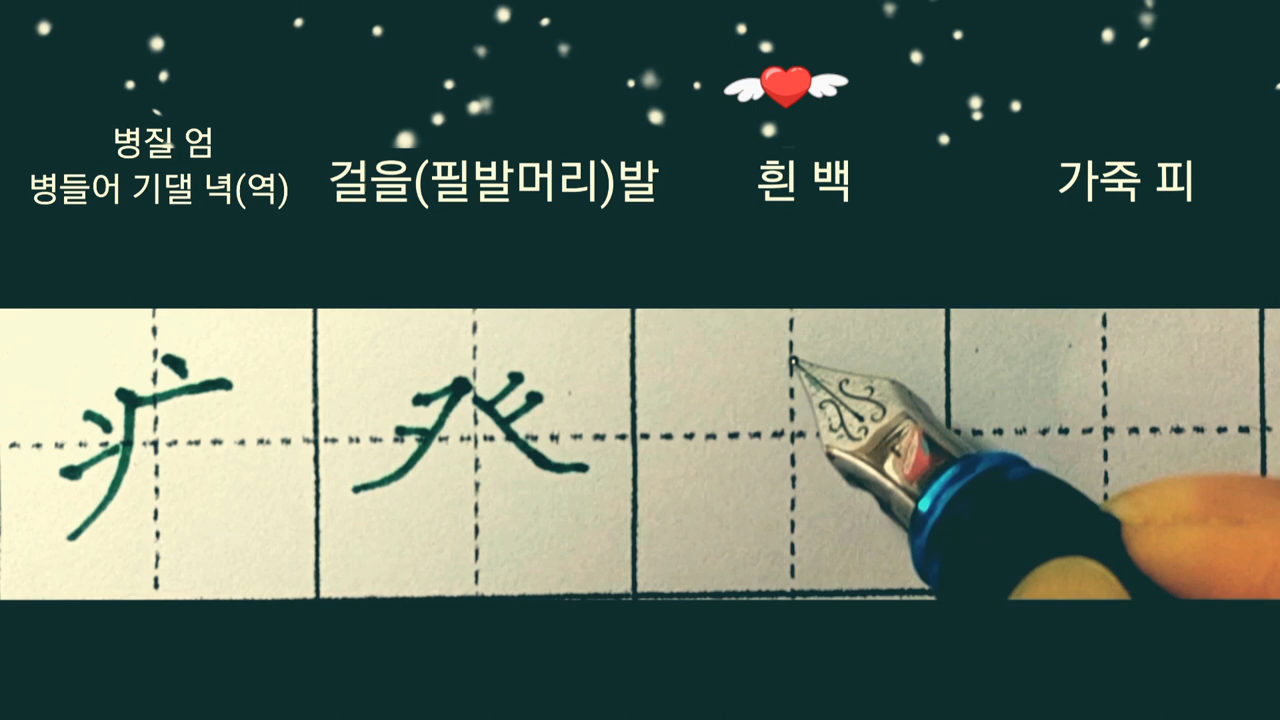 병질 엄
병들어 기댈 녁(역)
걸을(필발머리)발
흰 백
가죽 피
疒 癶